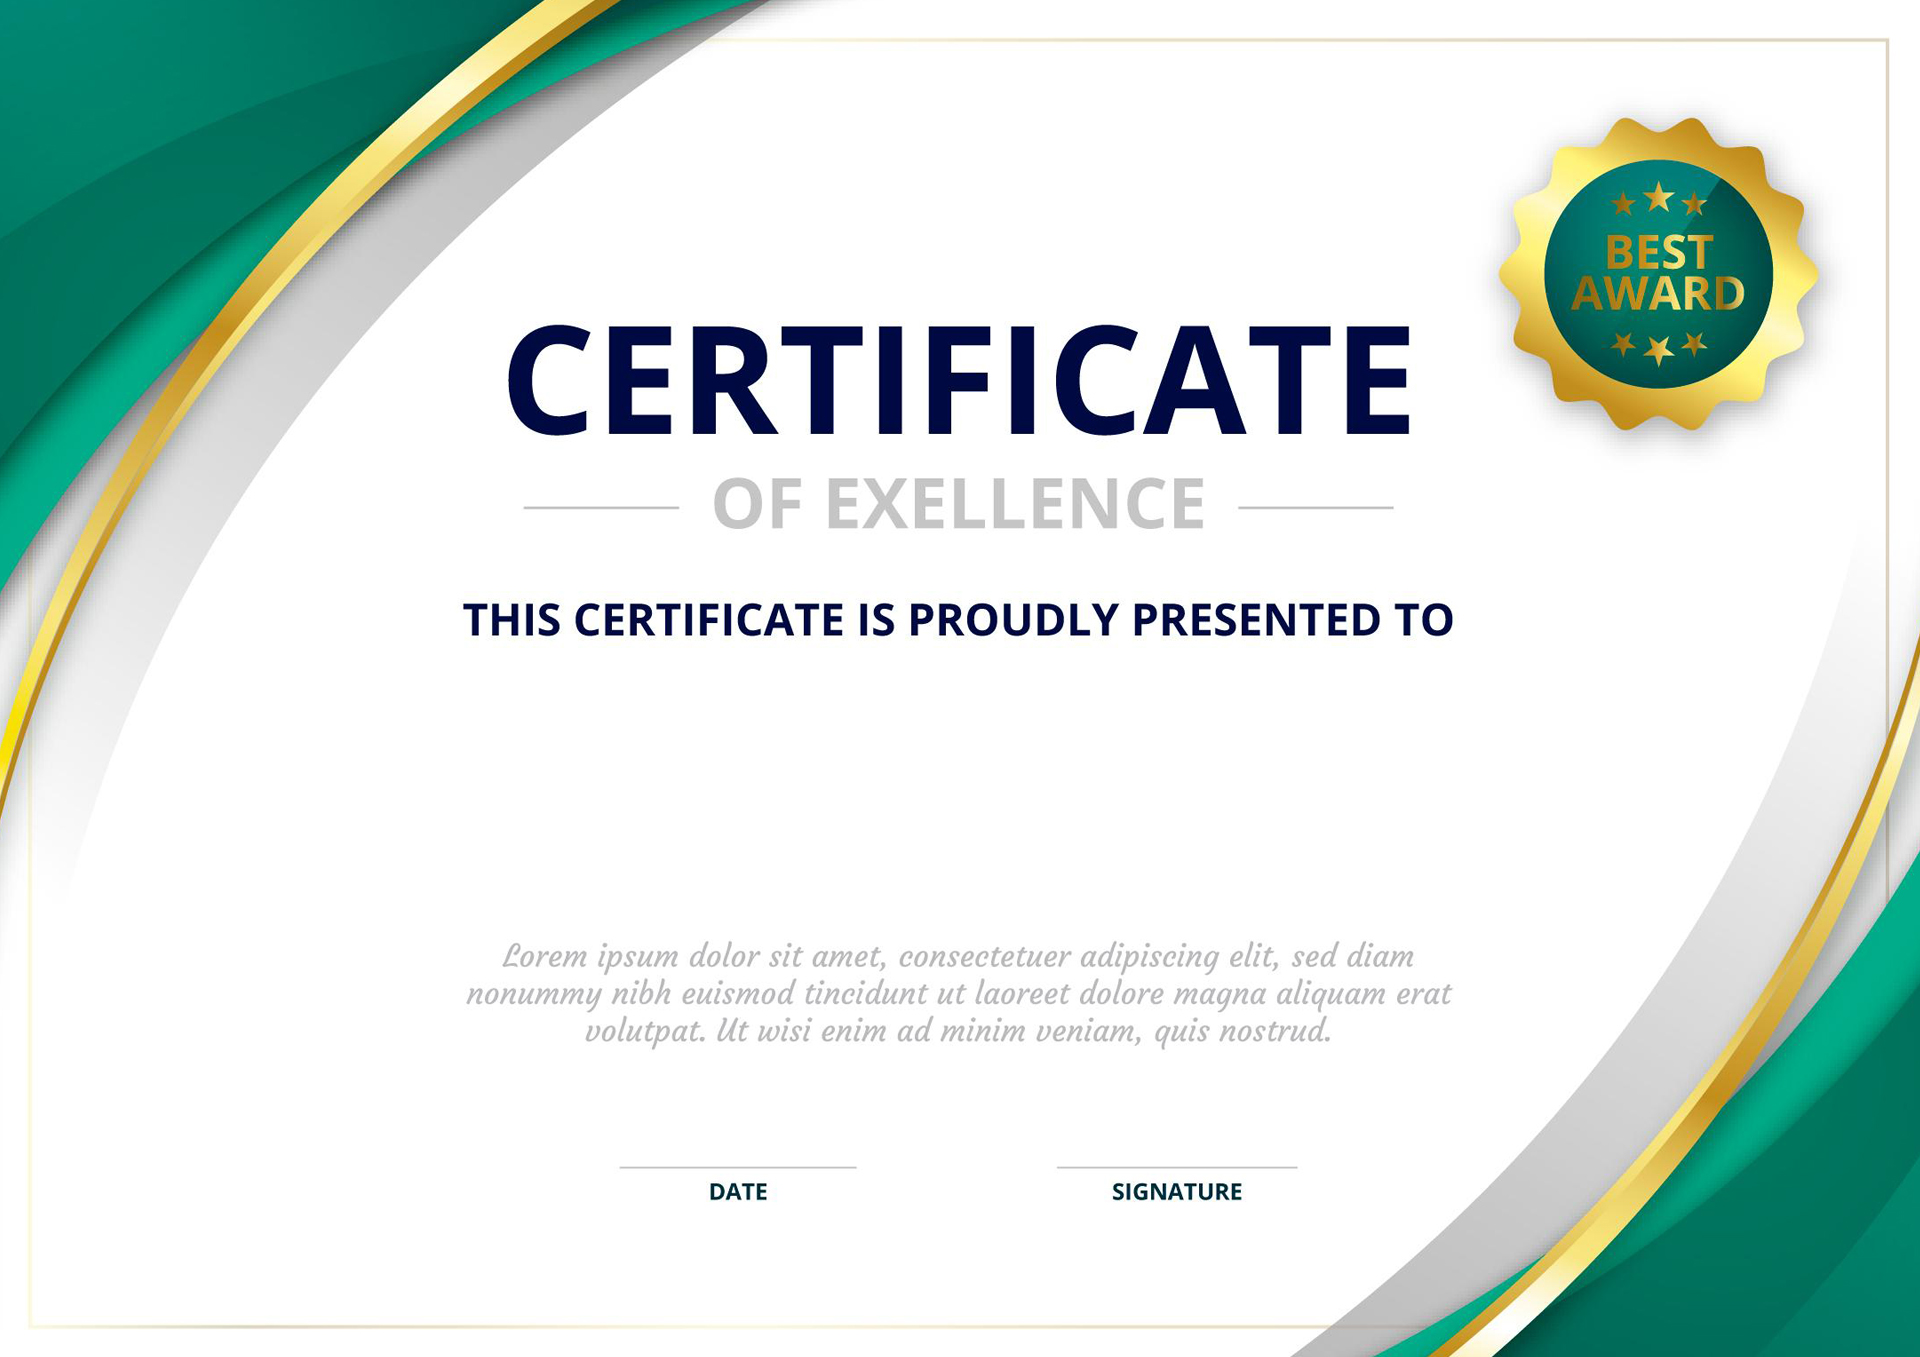 BEST
AWARD
CERTIFICATE
OF EXELLENCE
THIS CERTIFICATE IS PROUDLY PRESENTED TO
Lorem ipsum dolor sit amet, consectetuer adipiscing elit, sed diam
nonummy nibh euismod tincidunt ut laoreet dolore magna aliquam erat
volutpat. Ut wisi enim ad minim veniam, quis nostrud.
DATE
SIGNATURE